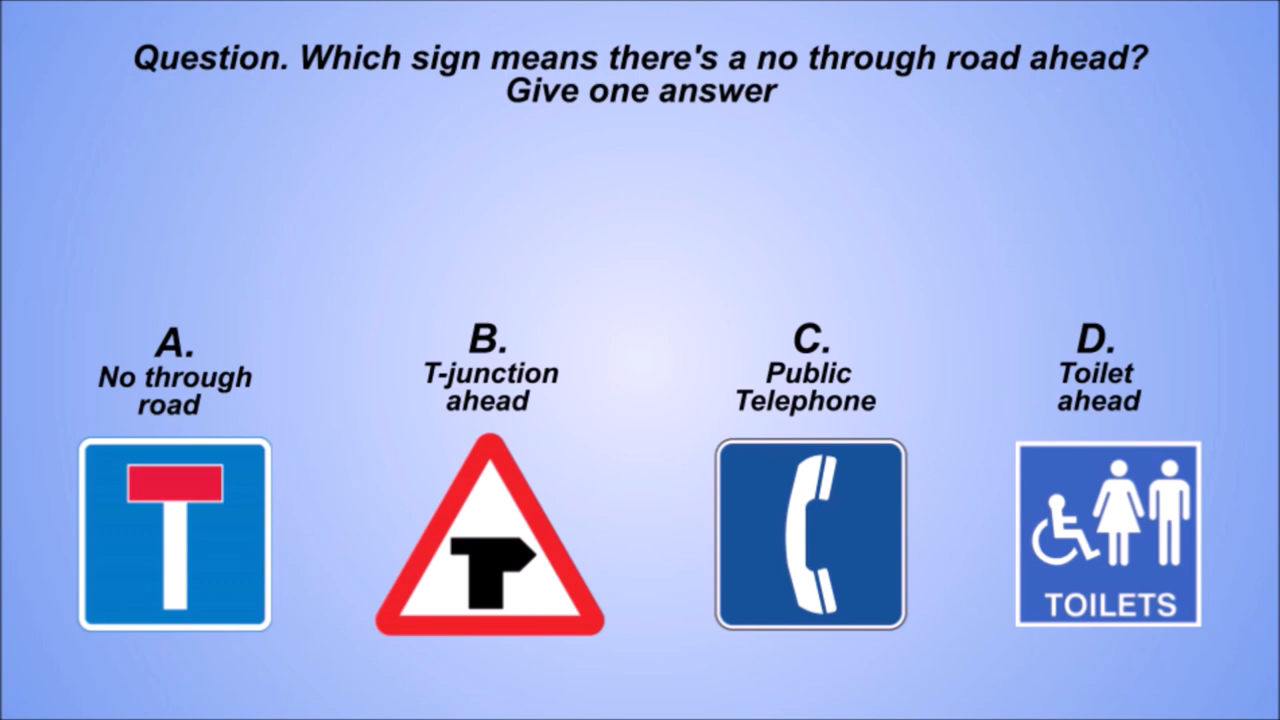 Question. Which sign means there's a no through road ahead?
Give one answer
A.
No through
road
B.
T-junction
ahead
C.
Public
Telephone
D.
Toilet
ahead
TOILETS